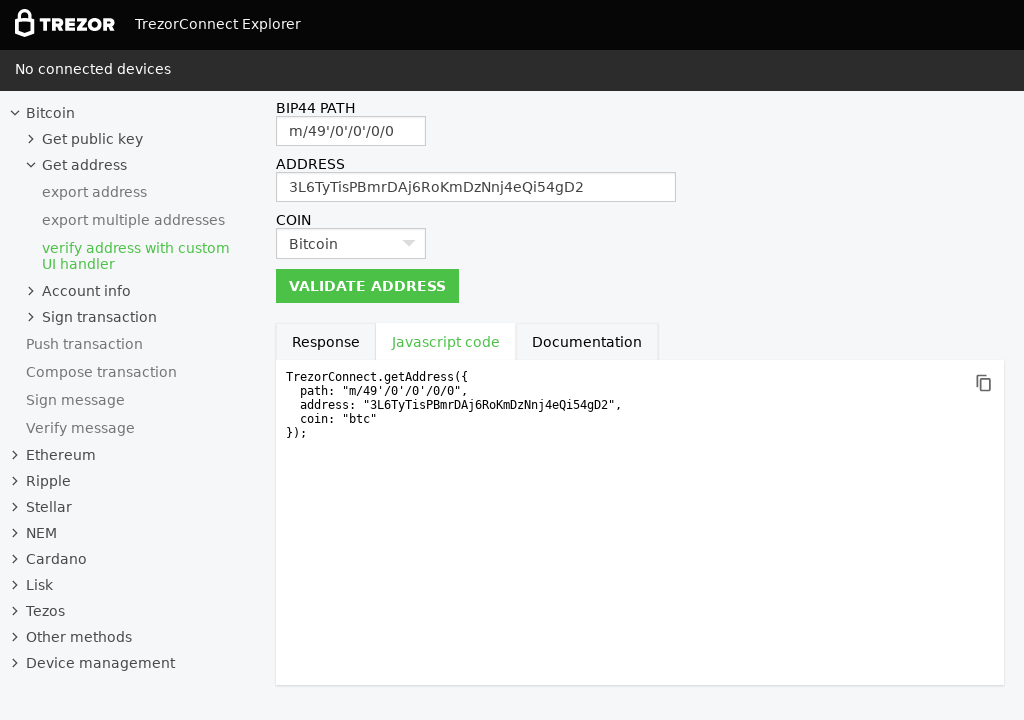 TREZOR TrezorConnect Explorer
No connected devices
Bitcoin
Get public key
Get address
export address
export multiple addresses
verify address with custom
UI handler
Account info
Sign transaction
Push transaction
Compose transaction
Sign message
Verify message
Ethereum
Ripple
Stellar
NEM
Cardano
Lisk
Tezos
Other methods
Device management
BIP44 PATH
m/49'/0'/0'/0/0
ADDRESS
3L6TyTisPBmrDAj6RoKmDzNnj4eQi54gD2
COIN
Bitcoin
VALIDATE ADDRESS
Response Javascript code Documentation
TrezorConnect.getAddress({
  path: "m/49'/0'/0'/0/0",
  address: "3L6TyTisPBmrDAj6RoKmDzNnj4eQi54gD2",
  coin: "btc"
});